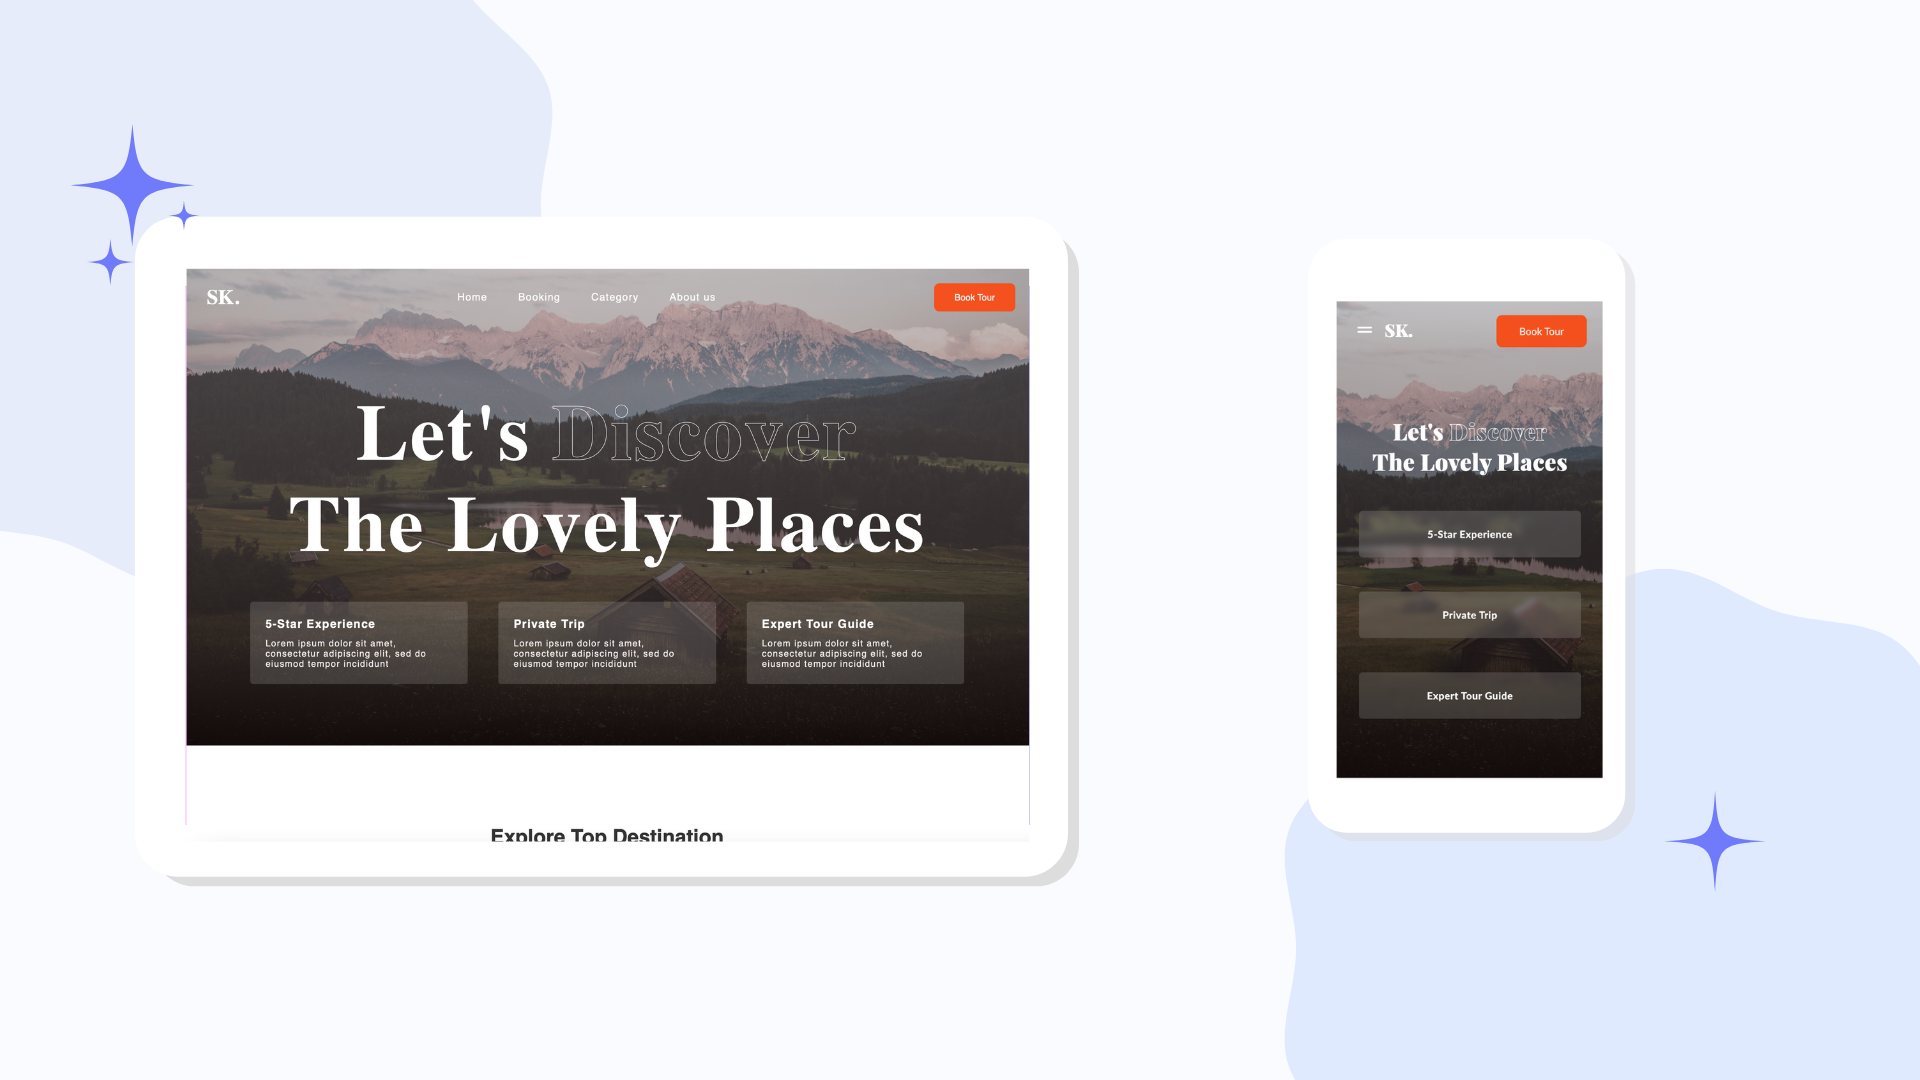 SK.
Home
Booking
Category
About us
Book Tour
Let's Discover
The Lovely Places
5-Star Experience
Lorem ipsum dolor sit amet,
consectetur adipiscing elit, sed do
eiusmod tempor incididunt
Private Trip
Lorem ipsum dolor sit amet,
consectetur adipiscing elit, sed do
eiusmod tempor incididunt
Expert Tour Guide
Lorem ipsum dolor sit amet,
consectetur adipiscing elit, sed do
eiusmod tempor incididunt
Explore Top Destination
SK.
Book Tour
Let's Discover
The Lovely Places
5-Star Experience
Private Trip
Expert Tour Guide